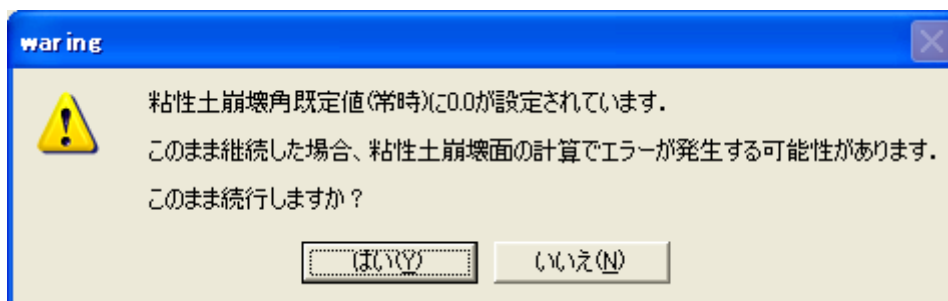 waring
粘性土崩壊角既定値(常時)に0.0が設定されています．
このまま継続した場合、粘性土崩壊面の計算でエラーが発生する可能性があります．
このまま続行しますか？
はい(Y)
いいえ(N)